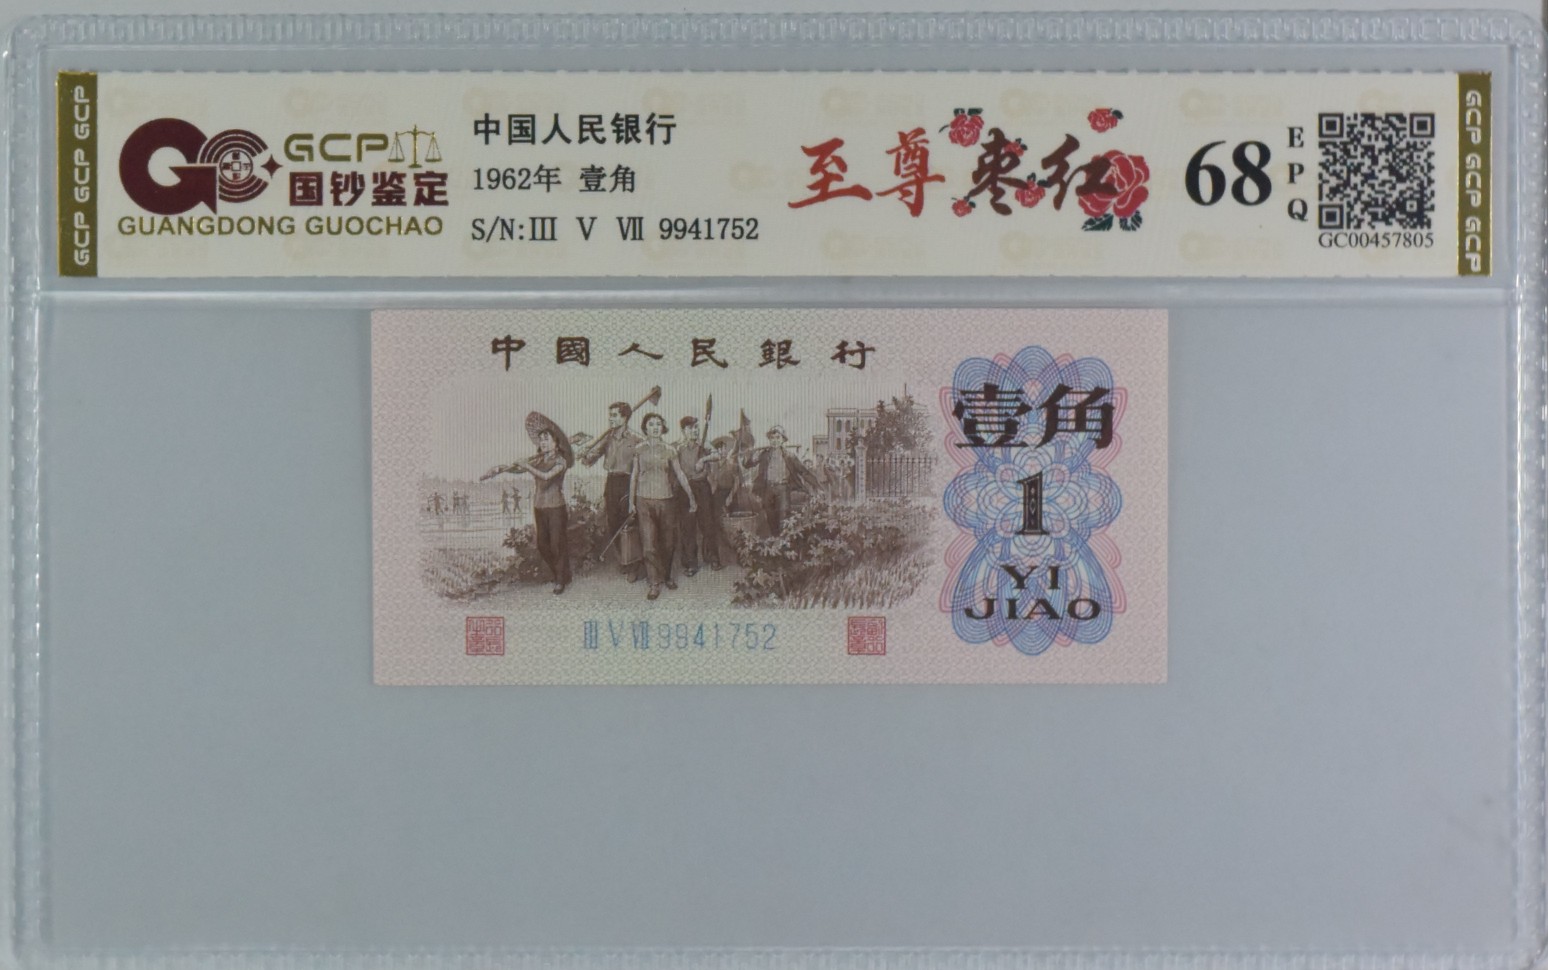 GCP GCP GCP
GCP
国钞鉴定
GUANGDONG GUOCHAO
中国人民银行
1962年 壹角
S/N:III V VII 9941752
至尊枣红
68
EPQ
GC00457805
GCP GCP GCP
中國人民銀行
壹角
1
YI
JIAO
III V VII 9941752